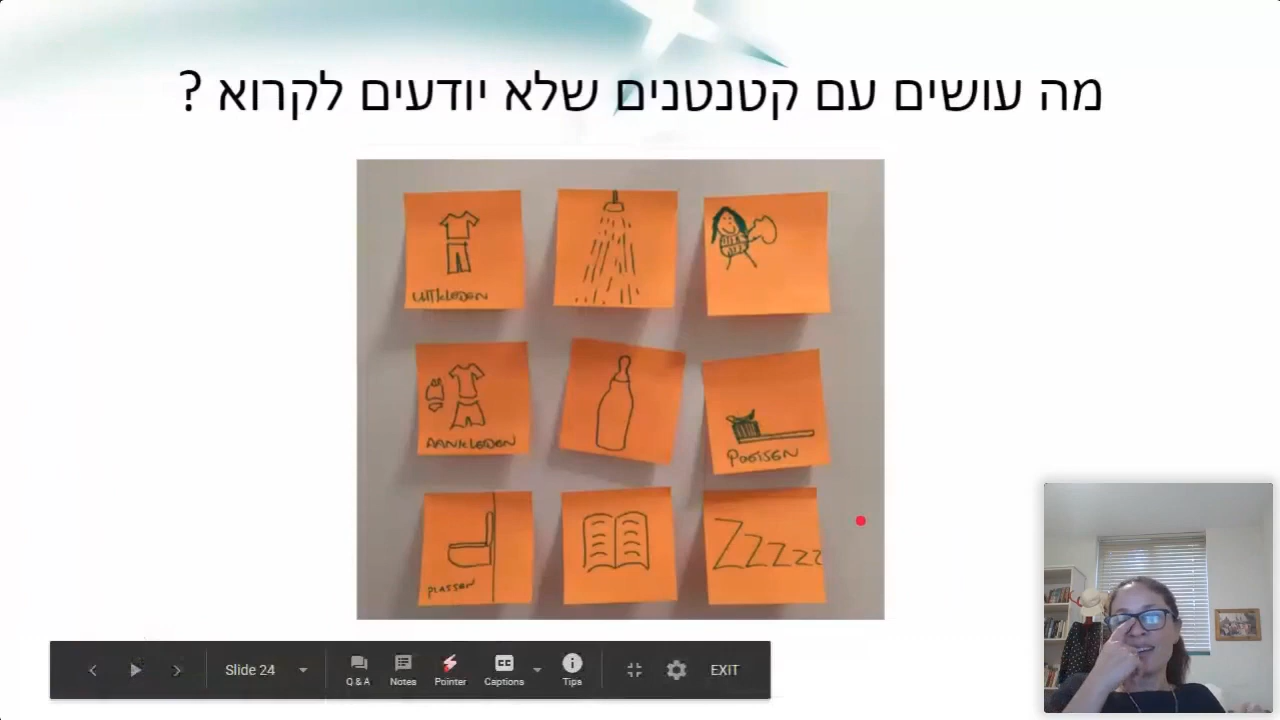 מה עושים עם קטנטנים שלא יודעים לקרוא ?
UITKLEDEN
AANKLEDEN
POETSEN
PLASSEN
ZZZZZ
Slide 24
Q & A
Notes
Pointer
Captions
Tips
EXIT